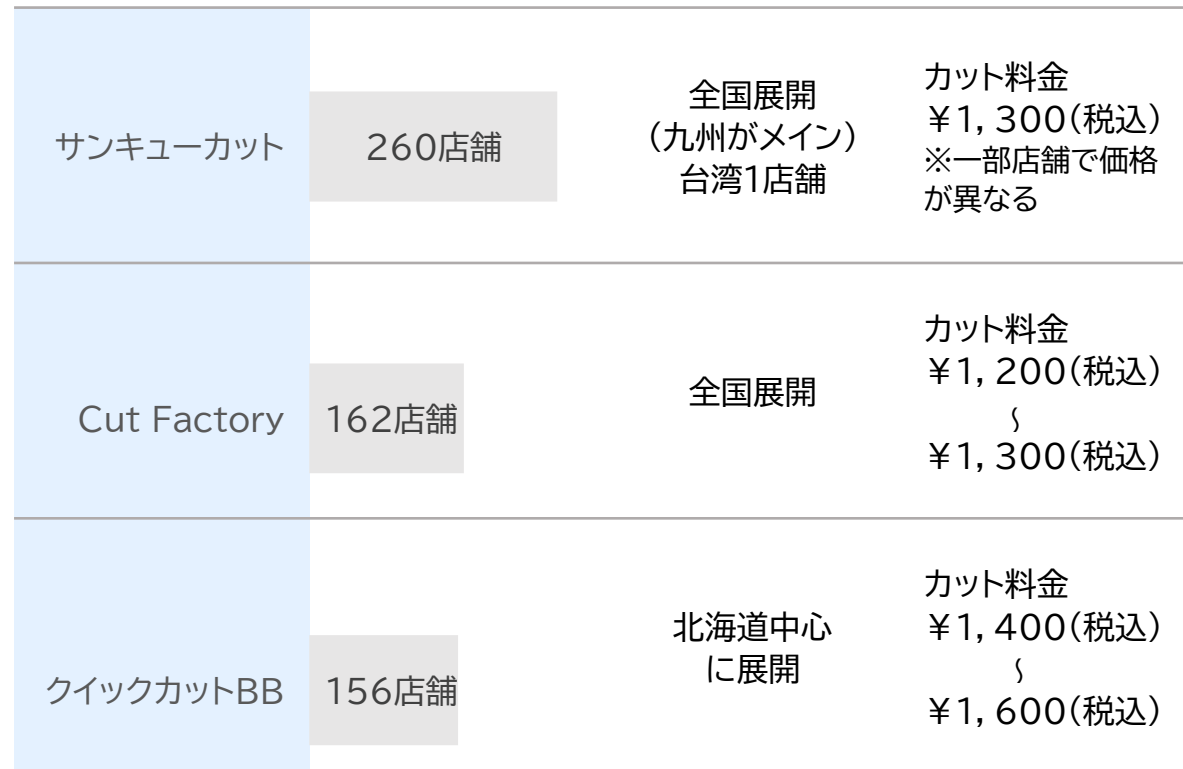 サンキューカット
260店舗
全国展開
（九州がメイン）
台湾1店舗
カット料金
￥1，300（税込）
※一部店舗で価格
が異なる
Cut Factory
162店舗
全国展開
カット料金
￥1，200（税込）
～
￥1，300（税込）
クイックカットBB
156店舗
北海道中心
に展開
カット料金
￥1，400（税込）
～
￥1，600（税込）